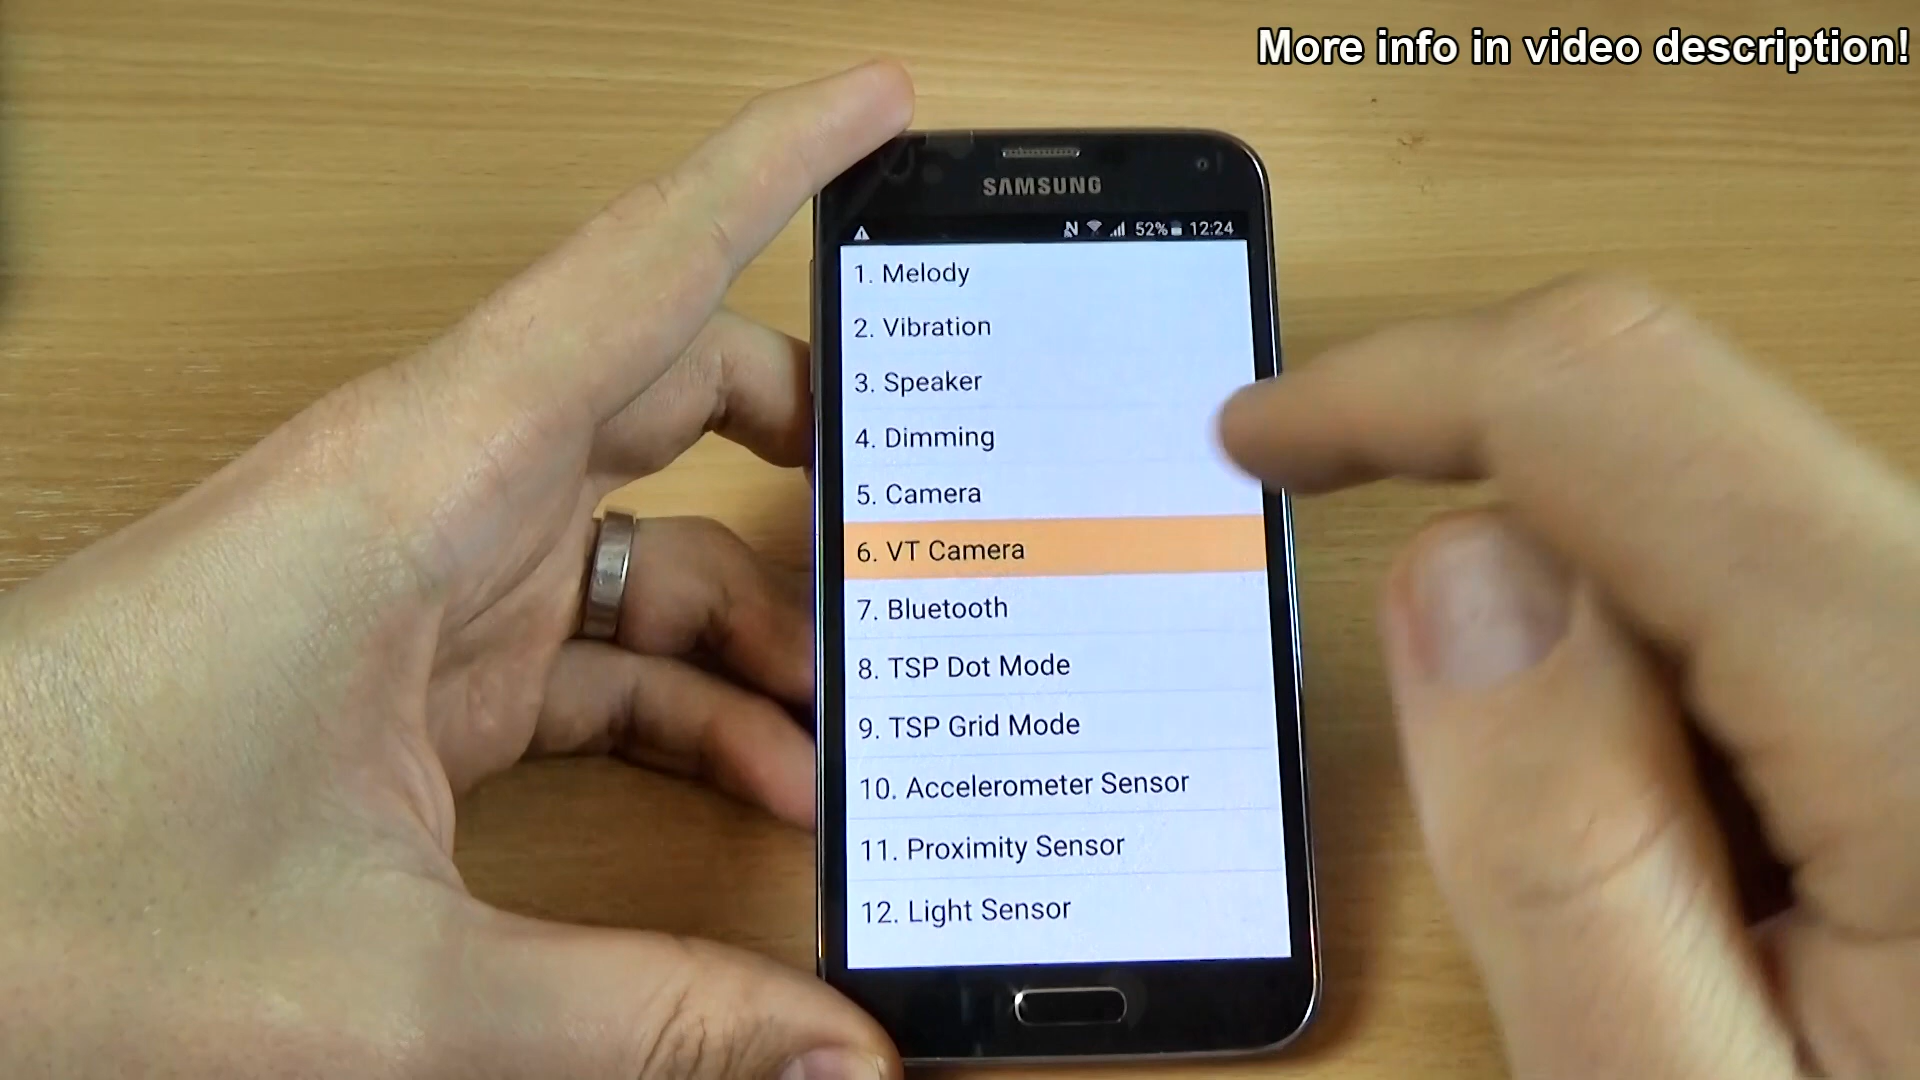 More info in video description!
SAMSUNG
52% 12:24
1. Melody
2. Vibration
3. Speaker
4. Dimming
5. Camera
6. VT Camera
7. Bluetooth
8. TSP Dot Mode
9. TSP Grid Mode
10. Accelerometer Sensor
11. Proximity Sensor
12. Light Sensor